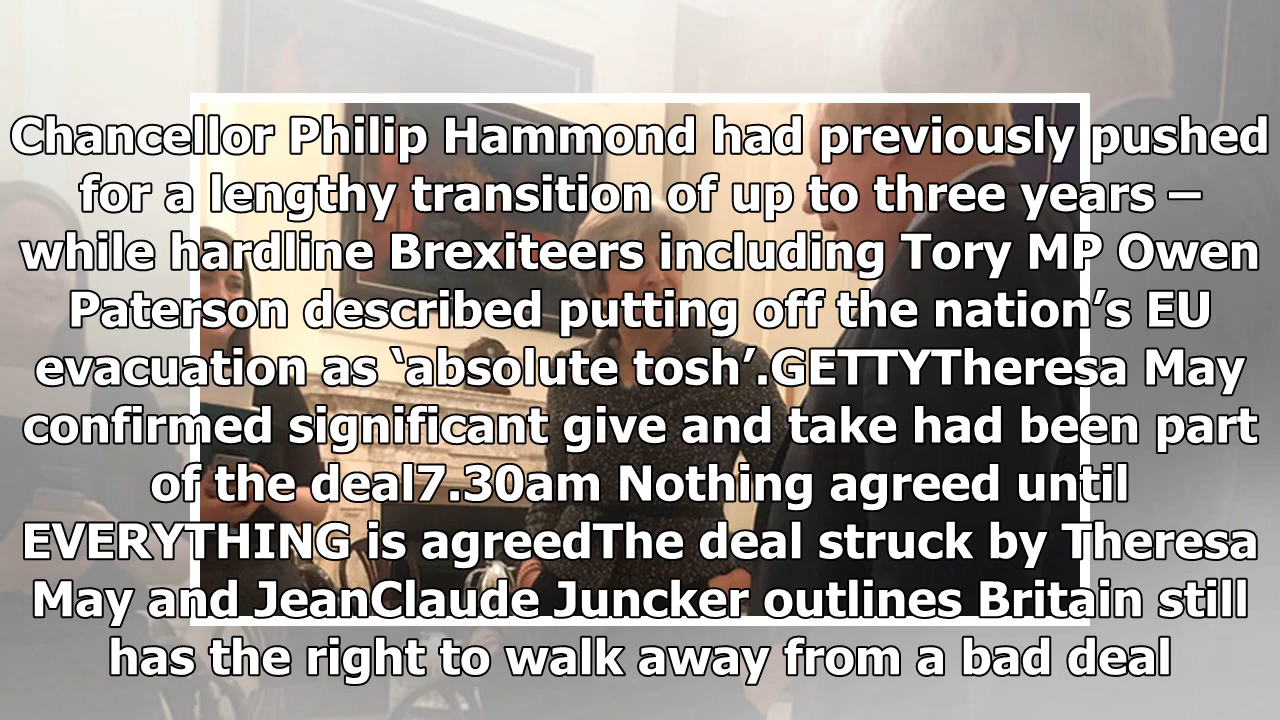 Chancellor Philip Hammond had previously pushed
for a lengthy transition of up to three years –
while hardline Brexiteers including Tory MP Owen
Paterson described putting off the nation’s EU
evacuation as ‘absolute tosh’.GETTYTheresa May
confirmed significant give and take had been part
of the deal7.30am Nothing agreed until
EVERYTHING is agreedThe deal struck by Theresa
May and JeanClaude Juncker outlines Britain still
has the right to walk away from a bad deal